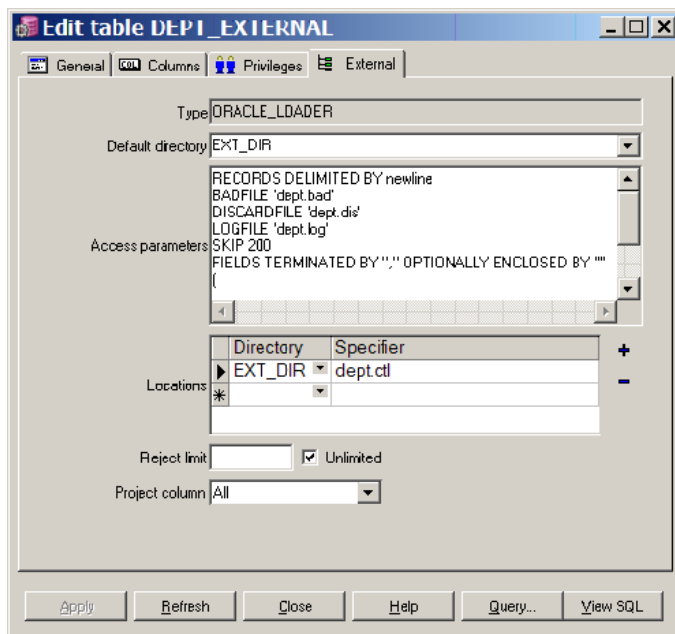 Edit table DEPT_EXTERNAL
General Columns Privileges External
Type ORACLE_LOADER
Default directory EXT_DIR
RECORDS DELIMITED BY newline
BADFILE 'dept.bad'
DISCARDFILE 'dept.dis'
LOGFILE 'dept.log'
Access parameters SKIP 200
FIELDS TERMINATED BY "," OPTIONALLY ENCLOSED BY '"'
(
Directory Specifier
EXT_DIR dept.ctl
Locations
Reject limit Unlimited
Project column All
Apply Refresh Close Help Query... View SQL